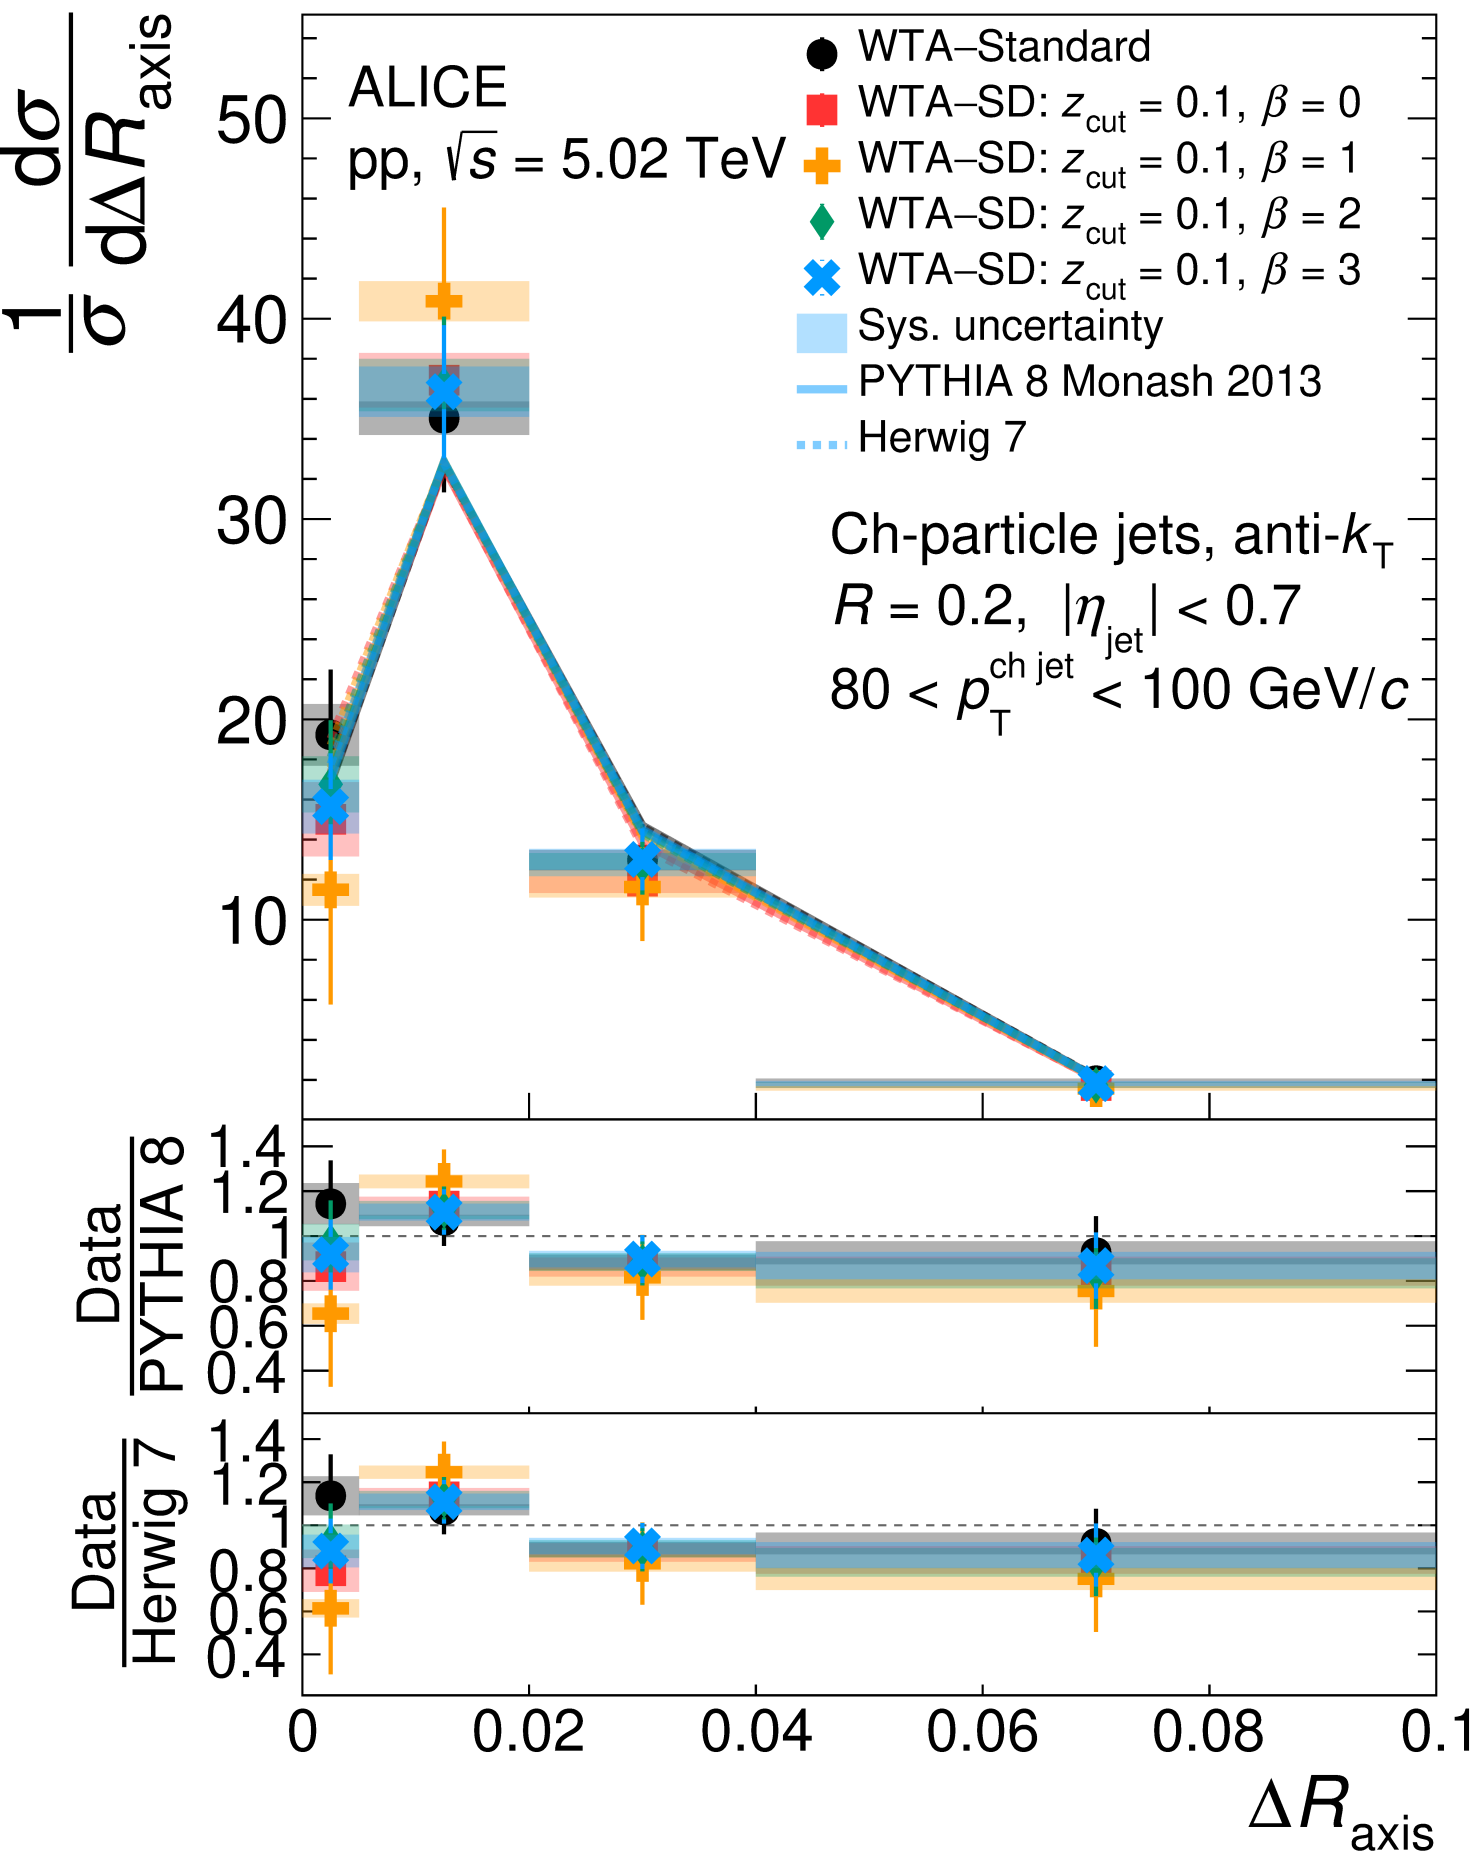 1/σ dσ/dΔR_axis
ALICE
pp, √s = 5.02 TeV
WTA–Standard
WTA–SD: z_cut = 0.1, β = 0
WTA–SD: z_cut = 0.1, β = 1
WTA–SD: z_cut = 0.1, β = 2
WTA–SD: z_cut = 0.1, β = 3
Sys. uncertainty
PYTHIA 8 Monash 2013
Herwig 7
Ch-particle jets, anti-k_T
R = 0.2, |η_jet| < 0.7
80 < p_T^ch jet < 100 GeV/c
50
40
30
20
10
Data
PYTHIA 8
1.4
1.2
1
0.8
0.6
0.4
Data
Herwig 7
1.4
1.2
1
0.8
0.6
0.4
0 0.02 0.04 0.06 0.08 0.1
ΔR_axis